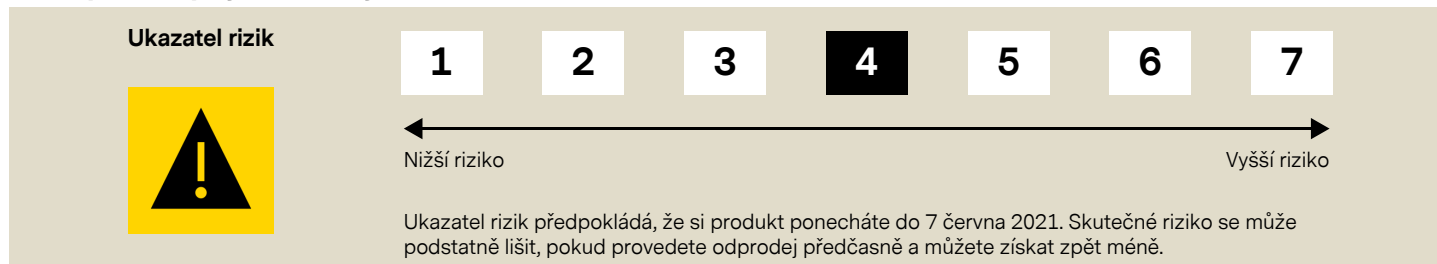 Ukazatel rizik
1 2 3 4 5 6 7
Nižší riziko Vyšší riziko
Ukazatel rizik předpokládá, že si produkt ponecháte do 7 června 2021. Skutečné riziko se může
podstatně lišit, pokud provedete odprodej předčasně a můžete získat zpět méně.